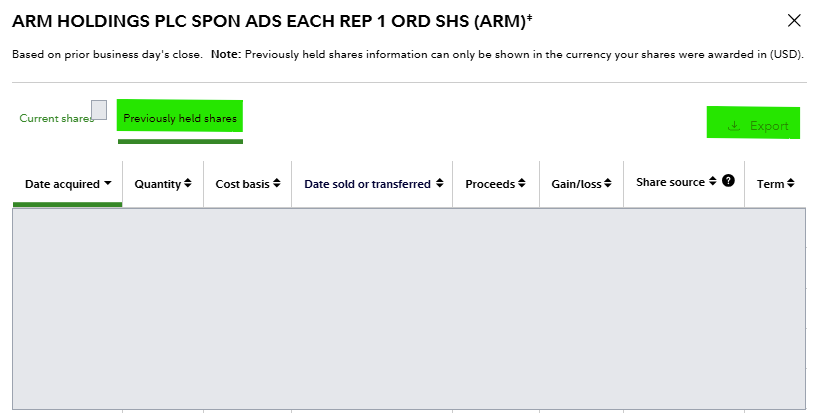 ARM HOLDINGS PLC SPON ADS EACH REP 1 ORD SHS (ARM)‡
Based on prior business day's close. Note: Previously held shares information can only be shown in the currency your shares were awarded in (USD).
Current shares Previously held shares Export
Date acquired Quantity Cost basis Date sold or transferred Proceeds Gain/loss Share source ? Term